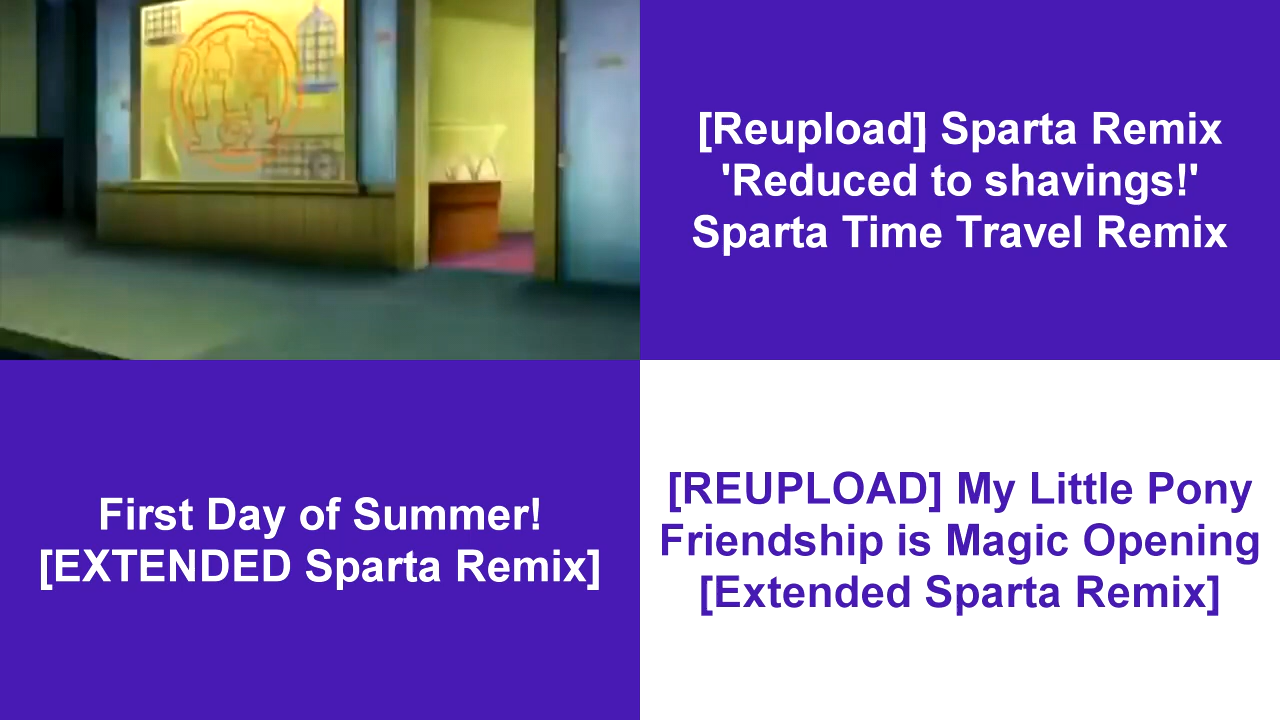 [Reupload] Sparta Remix
'Reduced to shavings!'
Sparta Time Travel Remix
First Day of Summer!
[EXTENDED Sparta Remix]
[REUPLOAD] My Little Pony
Friendship is Magic Opening
[Extended Sparta Remix]